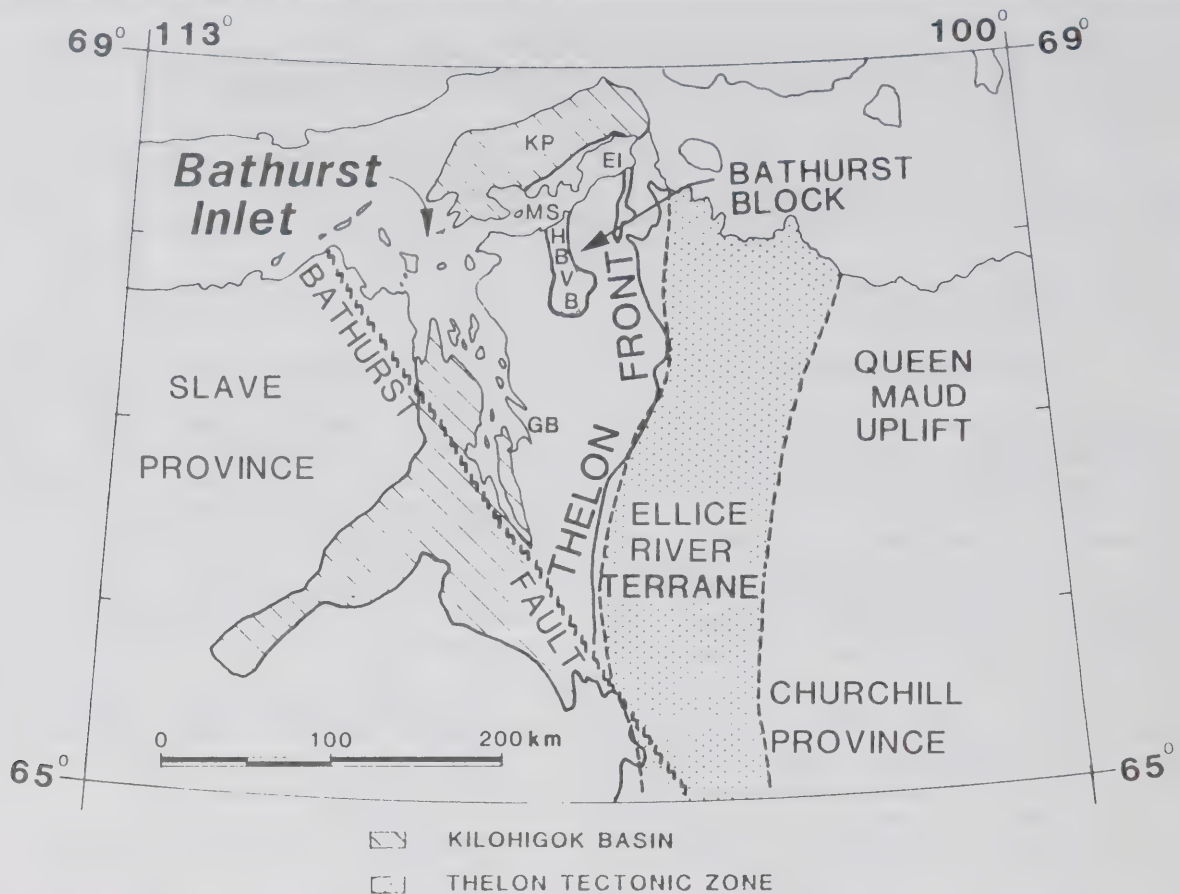 69° 113° 100° 69°
KP
EI
Bathurst
Inlet
BATHURST
BLOCK
MS
H
B
V
B
BATHURST
FAULT
THELON
FRONT
SLAVE
PROVINCE
GB
QUEEN
MAUD
UPLIFT
ELLICE
RIVER
TERRANE
CHURCHILL
PROVINCE
0 100 200 km
65° 65°
KILOHIGOK BASIN
THELON TECTONIC ZONE